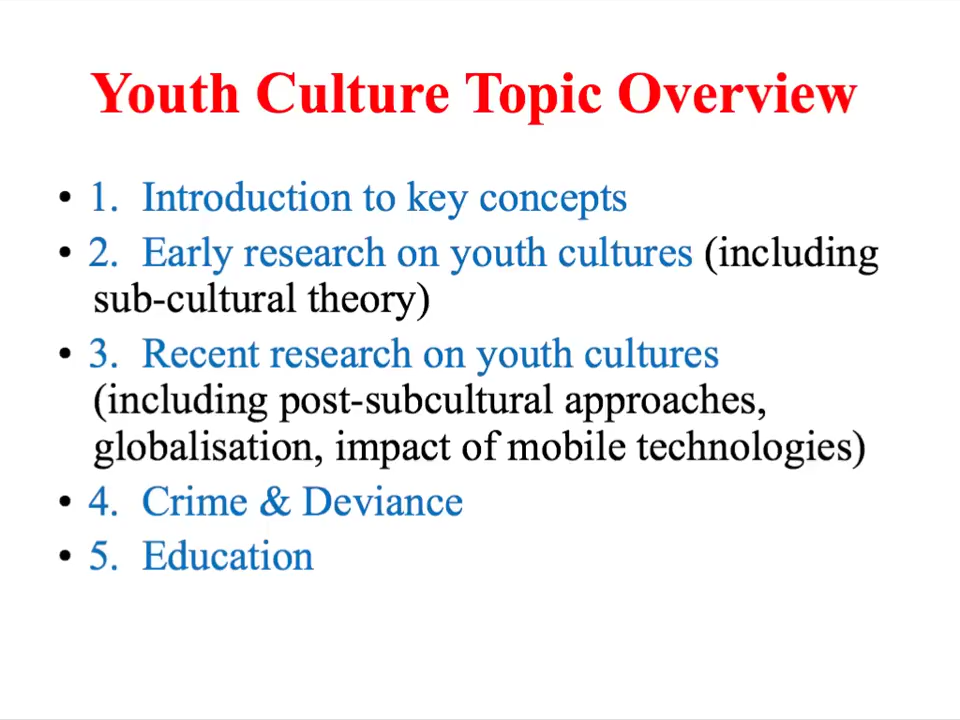 Youth Culture Topic Overview
• 1. Introduction to key concepts
• 2. Early research on youth cultures (including
sub-cultural theory)
• 3. Recent research on youth cultures
(including post-subcultural approaches,
globalisation, impact of mobile technologies)
• 4. Crime & Deviance
• 5. Education